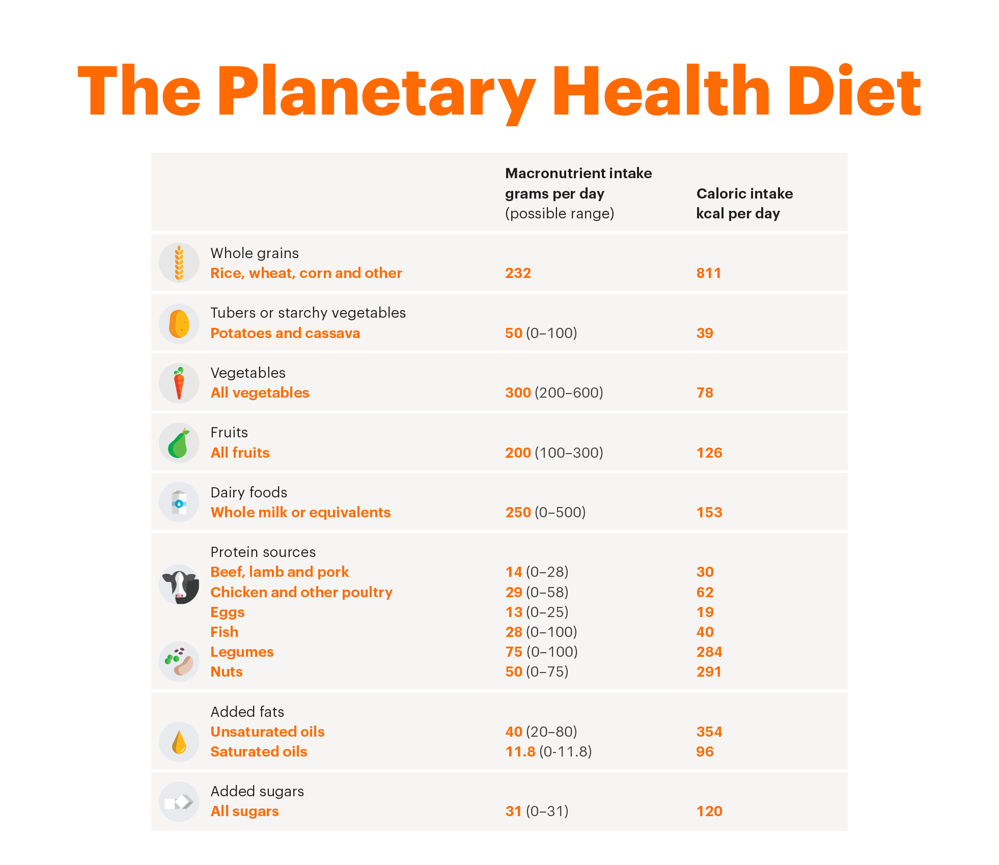 The Planetary Health Diet
Macronutrient intake
grams per day
(possible range)
Caloric intake
kcal per day
Whole grains
Rice, wheat, corn and other 232 811
Tubers or starchy vegetables
Potatoes and cassava 50 (0–100) 39
Vegetables
All vegetables 300 (200–600) 78
Fruits
All fruits 200 (100–300) 126
Dairy foods
Whole milk or equivalents 250 (0–500) 153
Protein sources
Beef, lamb and pork 14 (0–28) 30
Chicken and other poultry 29 (0–58) 62
Eggs 13 (0–25) 19
Fish 28 (0–100) 40
Legumes 75 (0–100) 284
Nuts 50 (0–75) 291
Added fats
Unsaturated oils 40 (20–80) 354
Saturated oils 11.8 (0-11.8) 96
Added sugars
All sugars 31 (0–31) 120